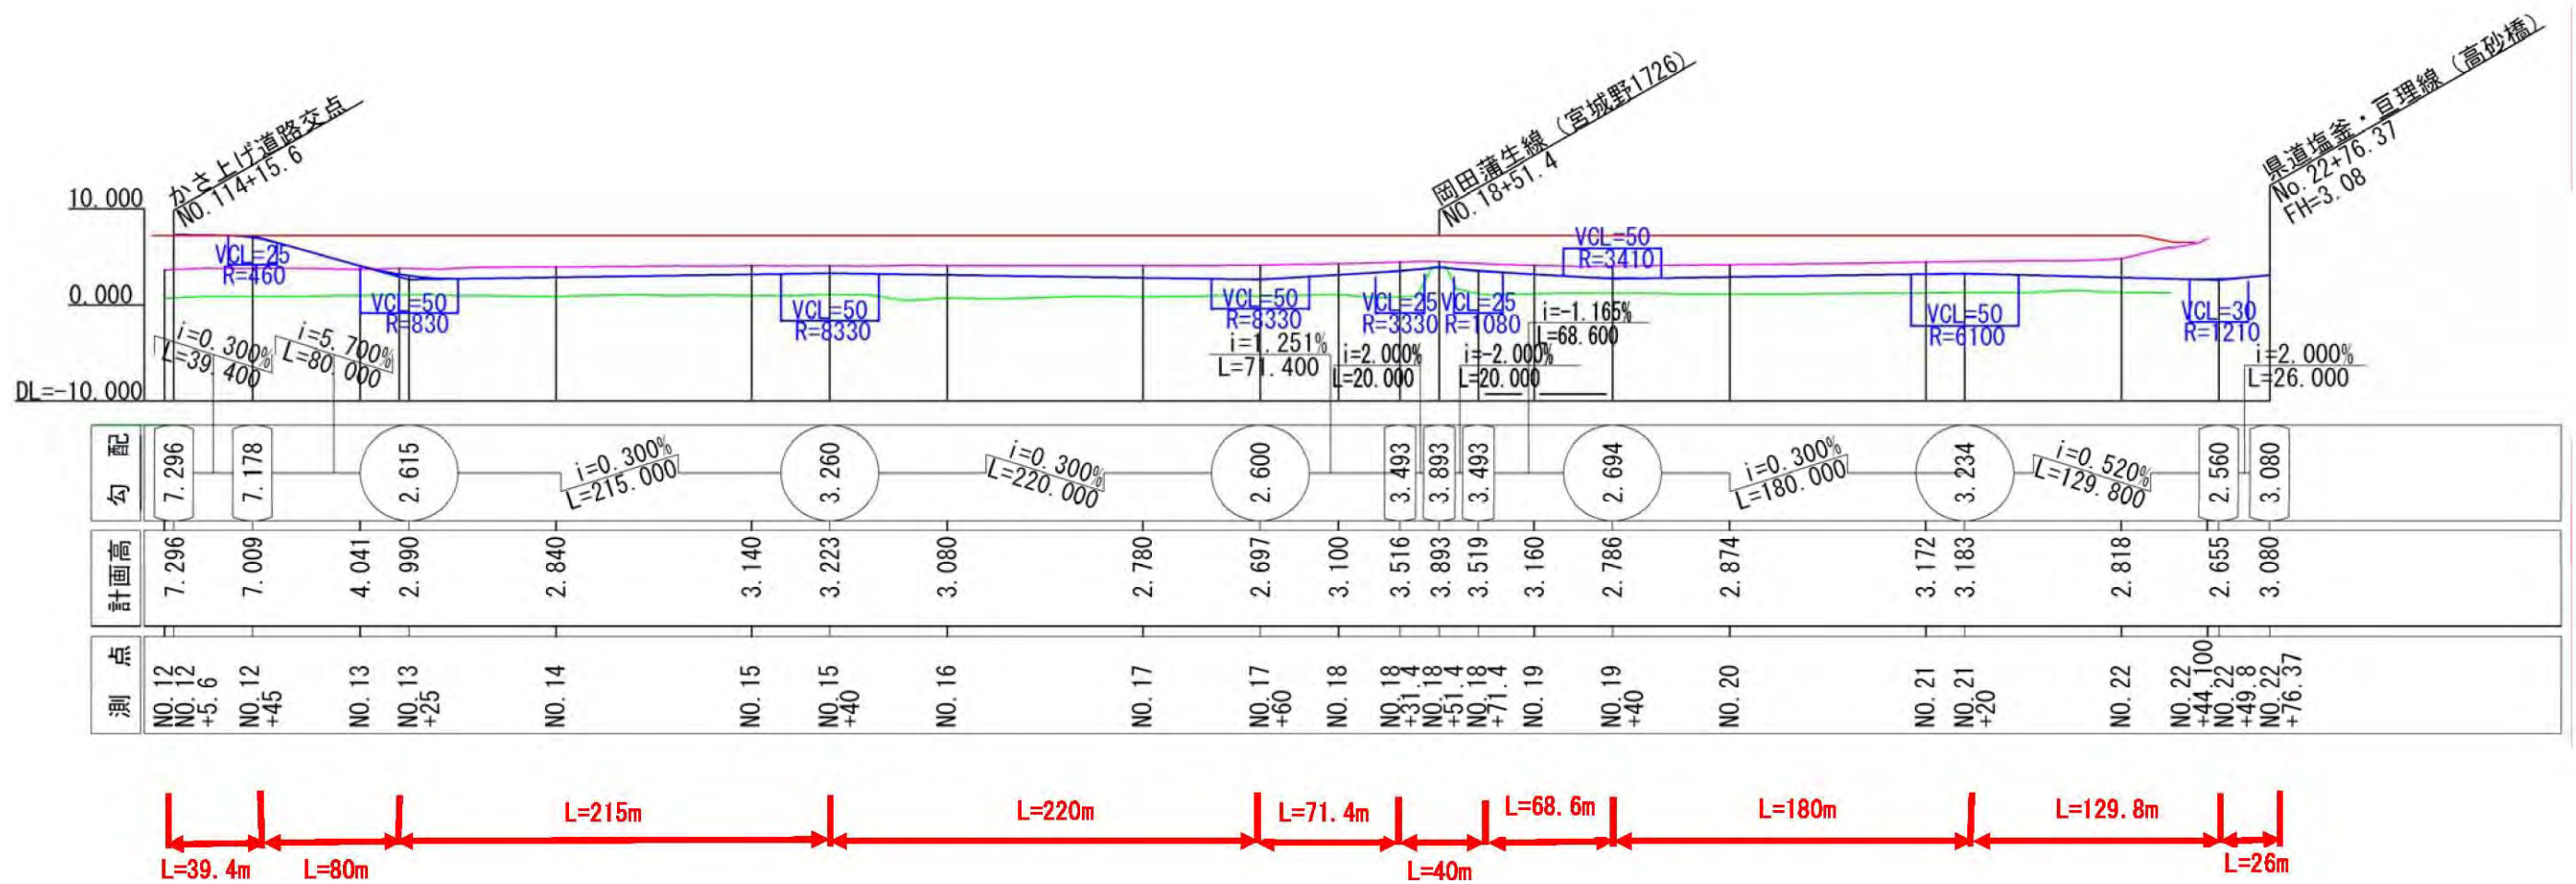 かさ上げ道路交点
NO.114+15.6
岡田蒲生線（宮城野1726）
NO.18+51.4
県道塩釜・亘理線（高砂橋）
No.22+76.37
FH=3.08
10.000
0.000
DL=-10.000
VCL=25
R=460
VCL=50
R=830
VCL=50
R=8330
VCL=50
R=8330
VCL=25
R=3330
VCL=25
R=1080
VCL=50
R=3410
VCL=50
R=6100
VCL=30
R=1210
i=0.300%
L=39.400
i=5.700%
L=80.000
i=1.251%
L=71.400
i=2.000%
L=20.000
i=-2.000%
L=20.000
i=-1.165%
L=68.600
i=2.000%
L=26.000
勾配
7.296
7.178
2.615
i=0.300%
L=215.000
3.260
i=0.300%
L=220.000
2.600
3.493
3.893
3.493
2.694
i=0.300%
L=180.000
3.234
i=0.520%
L=129.800
2.560
3.080
計画高
7.296
7.009
4.041
2.990
2.840
3.140
3.223
3.080
2.780
2.697
3.100
3.516
3.893
3.519
3.160
2.786
2.874
3.172
3.183
2.818
2.655
3.080
測点
NO.12
NO.12
+5.6
NO.12
+45
NO.13
NO.13
+25
NO.14
NO.15
NO.15
+40
NO.16
NO.17
NO.17
+60
NO.18
NO.18
+31.4
NO.18
+51.4
NO.18
+71.4
NO.19
NO.19
+40
NO.20
NO.21
NO.21
+20
NO.22
NO.22
+44.100
NO.22
+49.8
NO.22
+76.37
L=39.4m
L=80m
L=215m
L=220m
L=71.4m
L=40m
L=68.6m
L=180m
L=129.8m
L=26m